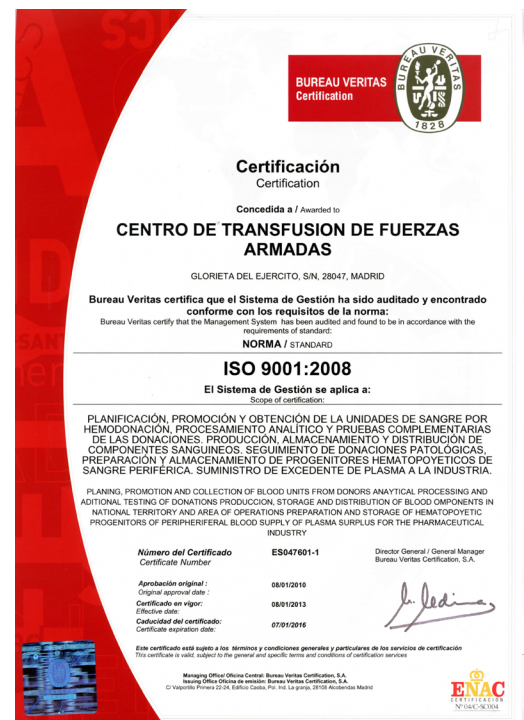 BUREAU VERITAS
Certification
BUREAU VERITAS
1828
Certificación
Certification
Concedida a / Awarded to
CENTRO DE TRANSFUSION DE FUERZAS
ARMADAS
GLORIETA DEL EJERCITO, S/N, 28047, MADRID
Bureau Veritas certifica que el Sistema de Gestión ha sido auditado y encontrado
conforme con los requisitos de la norma:
Bureau Veritas certify that the Management System has been audited and found to be in accordance with the
requirements of standard:
NORMA / STANDARD
ISO 9001:2008
El Sistema de Gestión se aplica a:
Scope of certification:
PLANIFICACIÓN, PROMOCIÓN Y OBTENCIÓN DE LA UNIDADES DE SANGRE POR
HEMODONACIÓN, PROCESAMIENTO ANALÍTICO Y PRUEBAS COMPLEMENTARIAS
DE LAS DONACIONES. PRODUCCIÓN, ALMACENAMIENTO Y DISTRIBUCIÓN DE
COMPONENTES SANGUINEOS. SEGUIMIENTO DE DONACIONES PATOLÓGICAS,
PREPARACIÓN Y ALMACENAMIENTO DE PROGENITORES HEMATOPOYETICOS DE
SANGRE PERIFÉRICA. SUMINISTRO DE EXCEDENTE DE PLASMA A LA INDUSTRIA.
PLANING, PROMOTION AND COLLECTION OF BLOOD UNITS FROM DONORS ANAYTICAL PROCESSING AND
ADITIONAL TESTING OF DONATIONS PRODUCCION, STORAGE AND DISTRIBUTION OF BLOOD OMPONENTS IN
NATIONAL TERRITORY AND AREA OF OPERATIONS PREPARATION AND STORAGE OF HEMATOPOYETIC
PROGENITORS OF PERIPHERIFERAL BLOOD SUPPLY OF PLASMA SURPLUS FOR THE PHARMACEUTICAL
INDUSTRY
Número del Certificado ES047601-1 Director General / General Manager
Certificate Number Bureau Veritas Certification, S.A.
Aprobación original : 08/01/2010
Original approval date :
Certificado en vigor: 08/01/2013
Effective date:
Caducidad del certificado: 07/01/2016
Certificate expiration date:
Este certificado está sujeto a los términos y condiciones generales y particulares de los servicios de certificación
This certificate is valid, subject to the general and specific terms and conditions of certification services
Managing Office/ Oficina Central: Bureau Veritas Certification, S.A.
Issuing Office Oficina de emisión: Bureau Veritas Certification, S.A.
C/ Valportillo Primera 22-24, Edificio Caoba, Pol. Ind. La granja, 28108 Alcobendas Madrid
ENAC
CERTIFICACIÓN
Nº 04/C-SC004